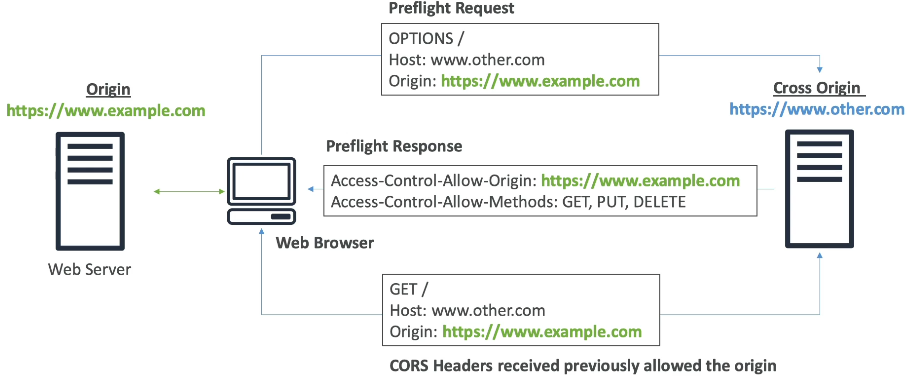 Preflight Request
OPTIONS /
Host: www.other.com
Origin: https://www.example.com
Origin
https://www.example.com
Cross Origin
https://www.other.com
Preflight Response
Access-Control-Allow-Origin: https://www.example.com
Access-Control-Allow-Methods: GET, PUT, DELETE
Web Browser
Web Server
GET /
Host: www.other.com
Origin: https://www.example.com
CORS Headers received previously allowed the origin